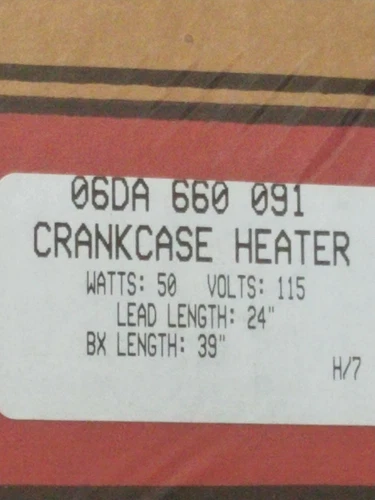 06DA 660 091
CRANKCASE HEATER
WATTS: 50 VOLTS: 115
LEAD LENGTH: 24"
BX LENGTH: 39"
H/7